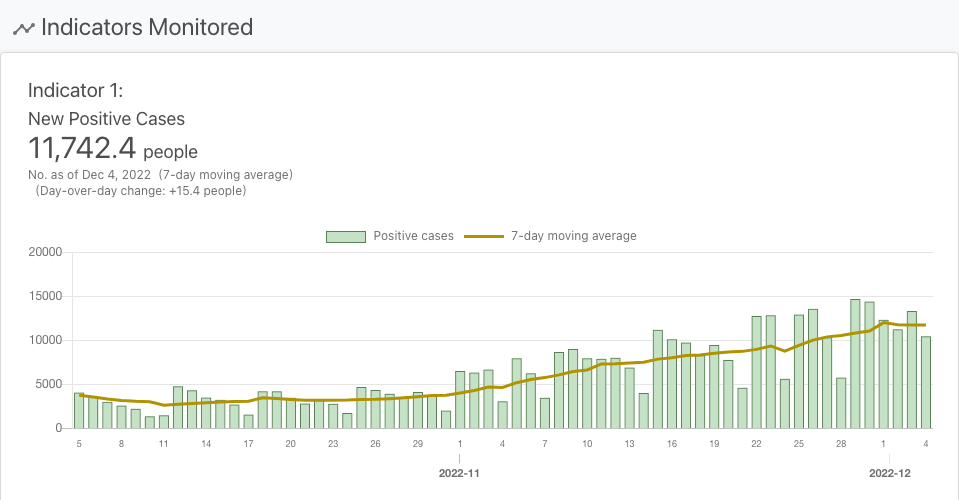 Indicators Monitored
Indicator 1:
New Positive Cases
11,742.4 people
No. as of Dec 4, 2022 (7-day moving average)
(Day-over-day change: +15.4 people)
Positive cases 7-day moving average
20000
15000
10000
5000
0
5 8 11 14 17 20 23 26 29 1 4 7 10 13 16 19 22 25 28 1 4
2022-11 2022-12